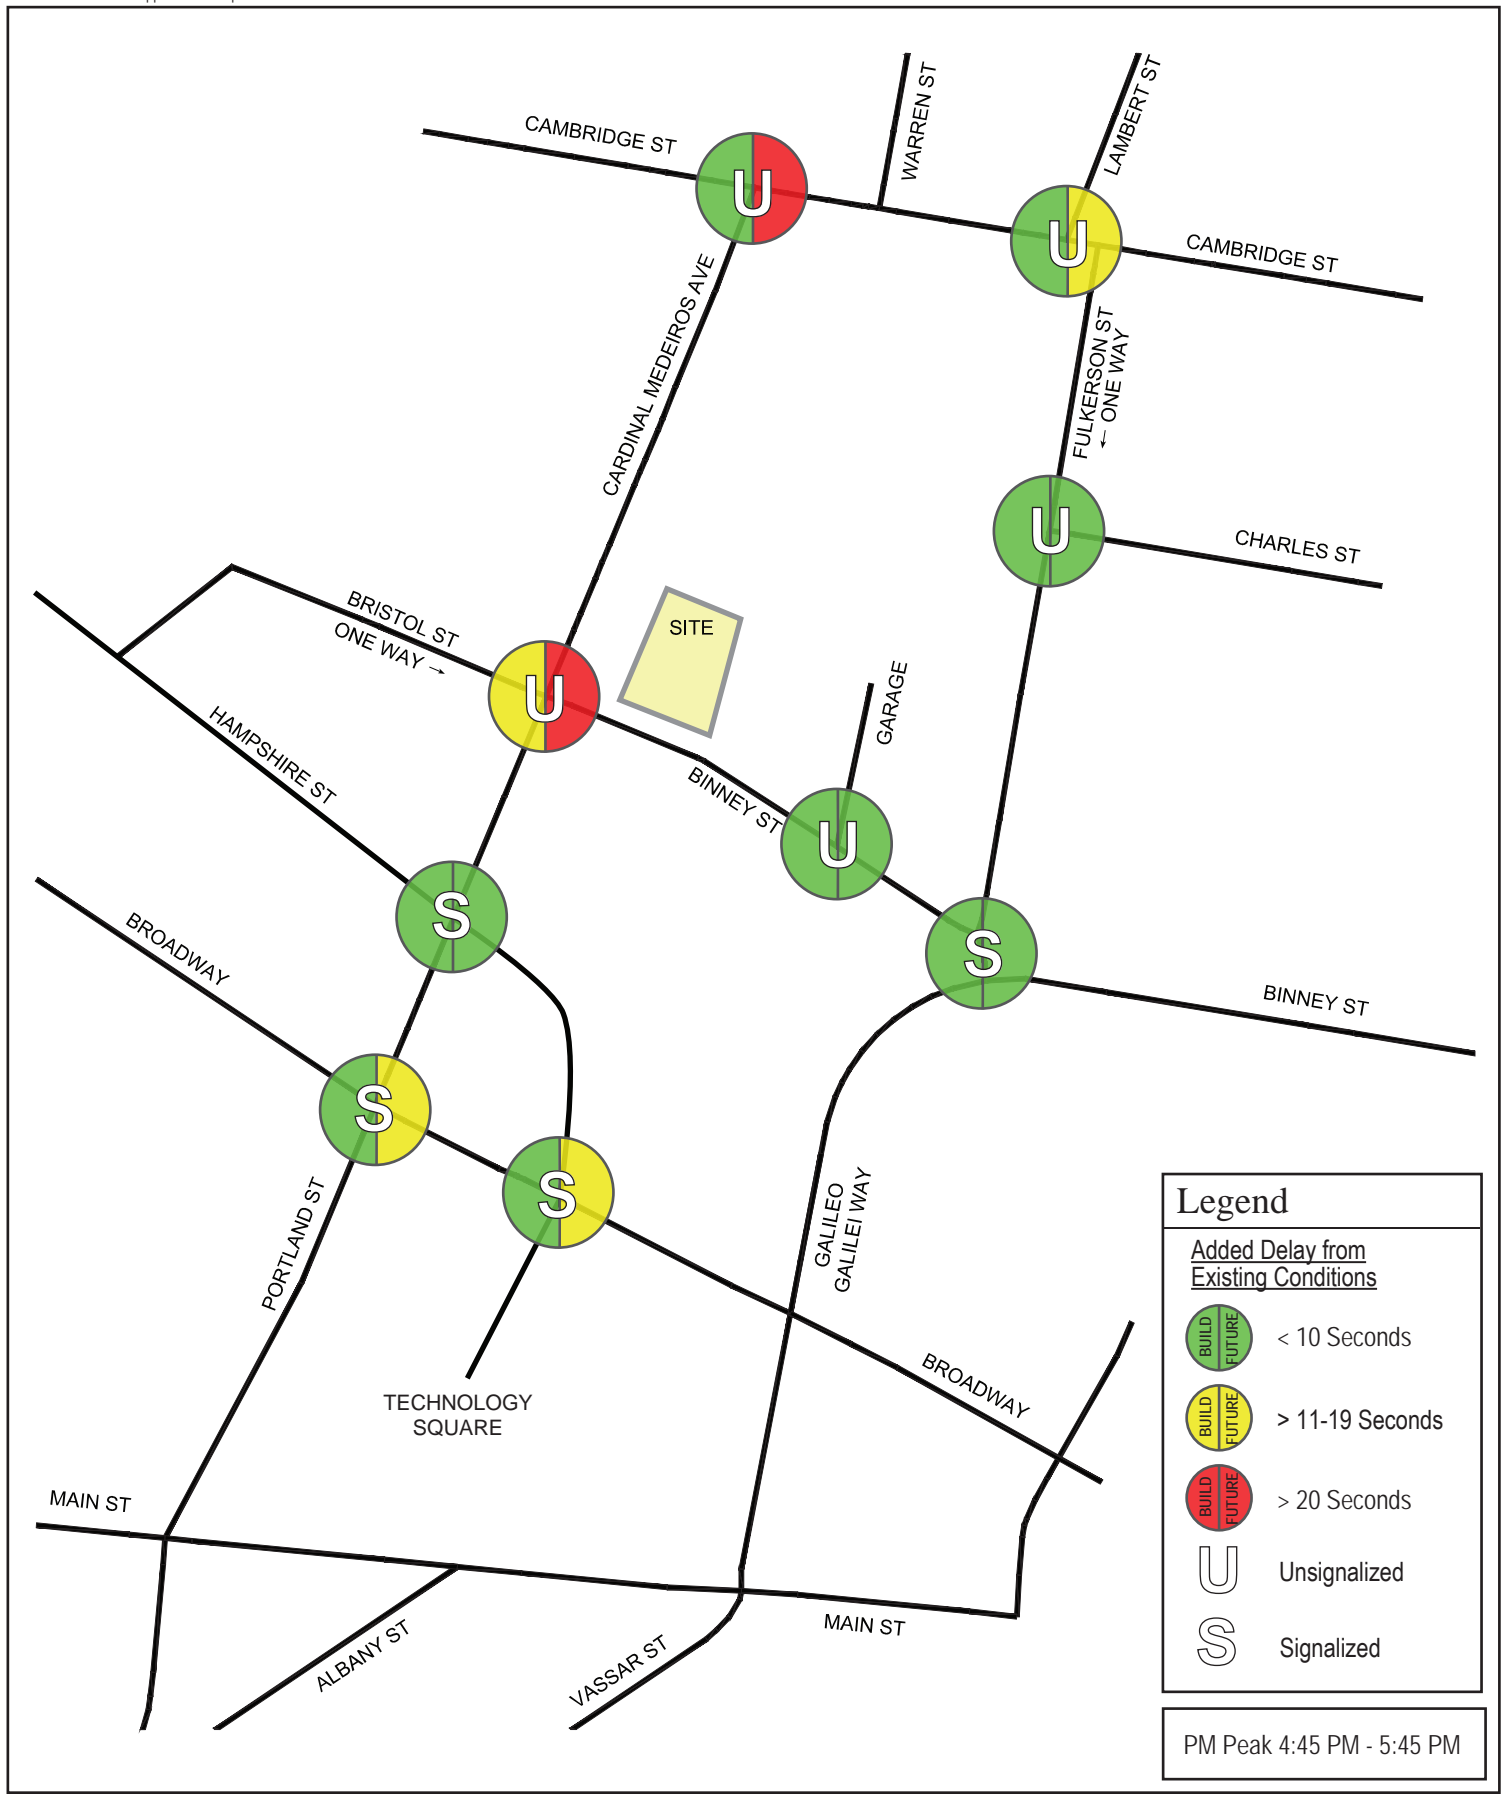 CAMBRIDGE ST
WARREN ST
LAMBERT ST
U
U
CAMBRIDGE ST
CARDINAL MEDEIROS AVE
FULKERSON ST
← ONE WAY
U
CHARLES ST
BRISTOL ST
ONE WAY →
SITE
U
GARAGE
HAMPSHIRE ST
BINNEY ST
U
S
BROADWAY
S
BINNEY ST
S
S
PORTLAND ST
GALILEO
GALILEI WAY
TECHNOLOGY
SQUARE
BROADWAY
MAIN ST
ALBANY ST
VASSAR ST
MAIN ST
Legend
Added Delay from
Existing Conditions
BUILD
FUTURE
< 10 Seconds
BUILD
FUTURE
> 11-19 Seconds
BUILD
FUTURE
> 20 Seconds
U
Unsignalized
S
Signalized
PM Peak 4:45 PM - 5:45 PM